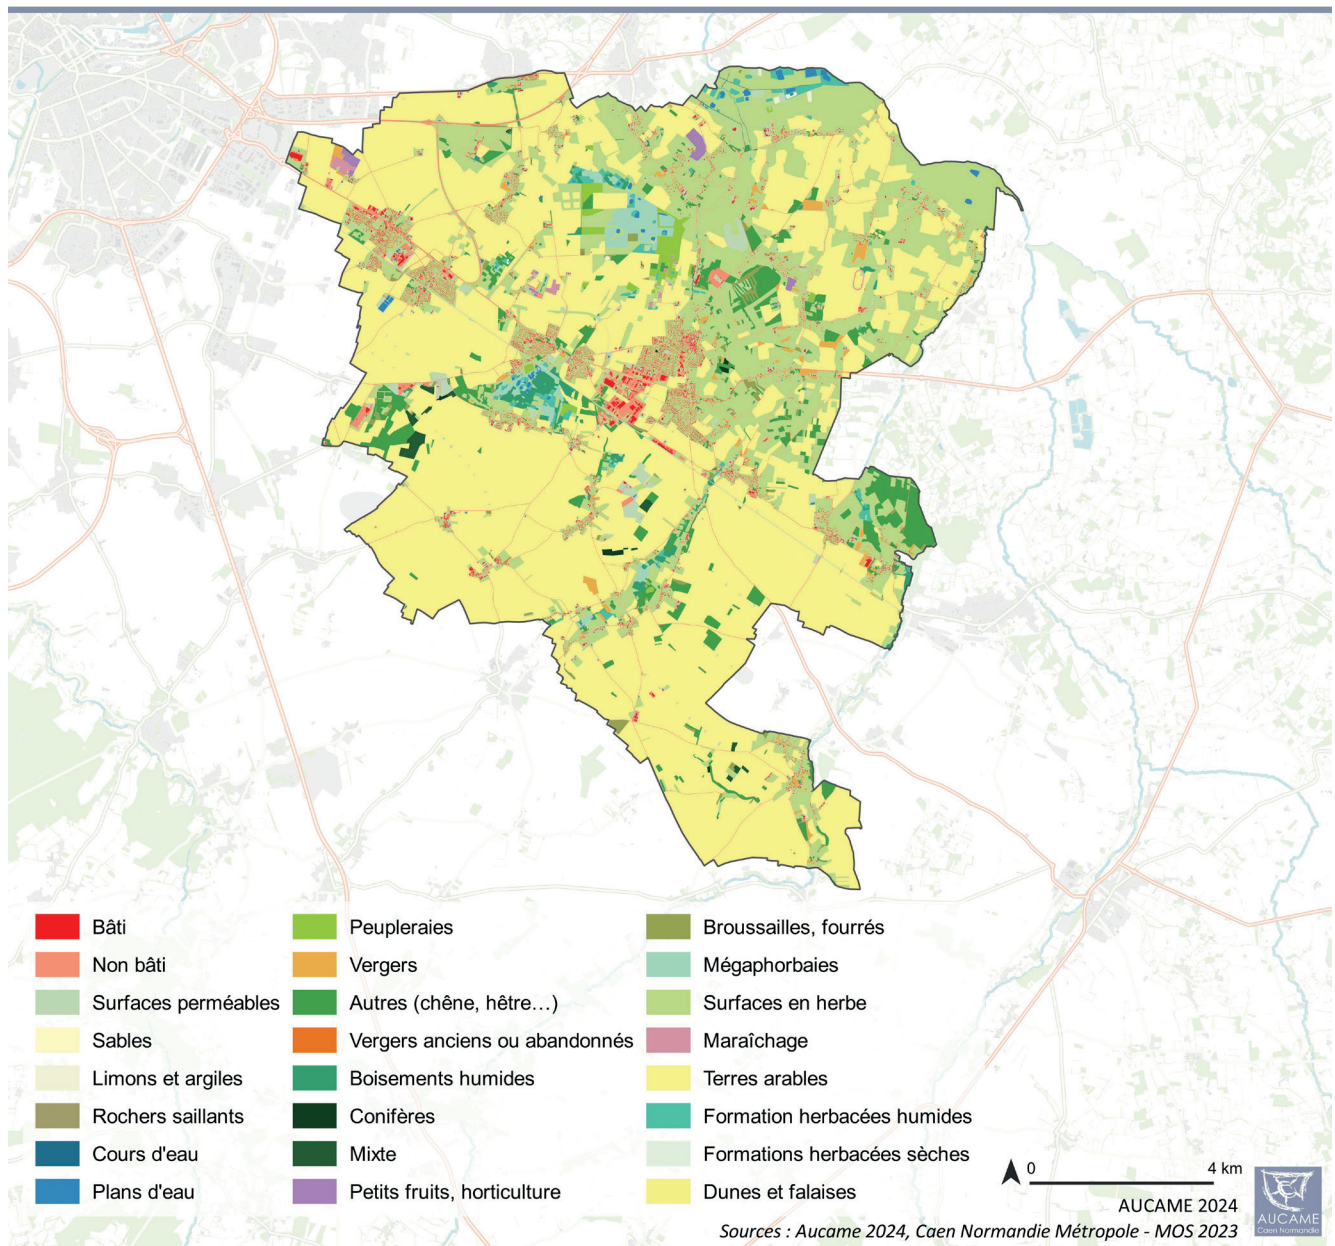 Bâti
Non bâti
Surfaces perméables
Sables
Limons et argiles
Rochers saillants
Cours d'eau
Plans d'eau
Peupleraies
Vergers
Autres (chêne, hêtre…)
Vergers anciens ou abandonnés
Boisements humides
Conifères
Mixte
Petits fruits, horticulture
Broussailles, fourrés
Mégaphorbaies
Surfaces en herbe
Maraîchage
Terres arables
Formation herbacées humides
Formations herbacées sèches
Dunes et falaises
0 4 km
AUCAME 2024
Sources : Aucame 2024, Caen Normandie Métropole - MOS 2023
AUCAME
Caen Normandie